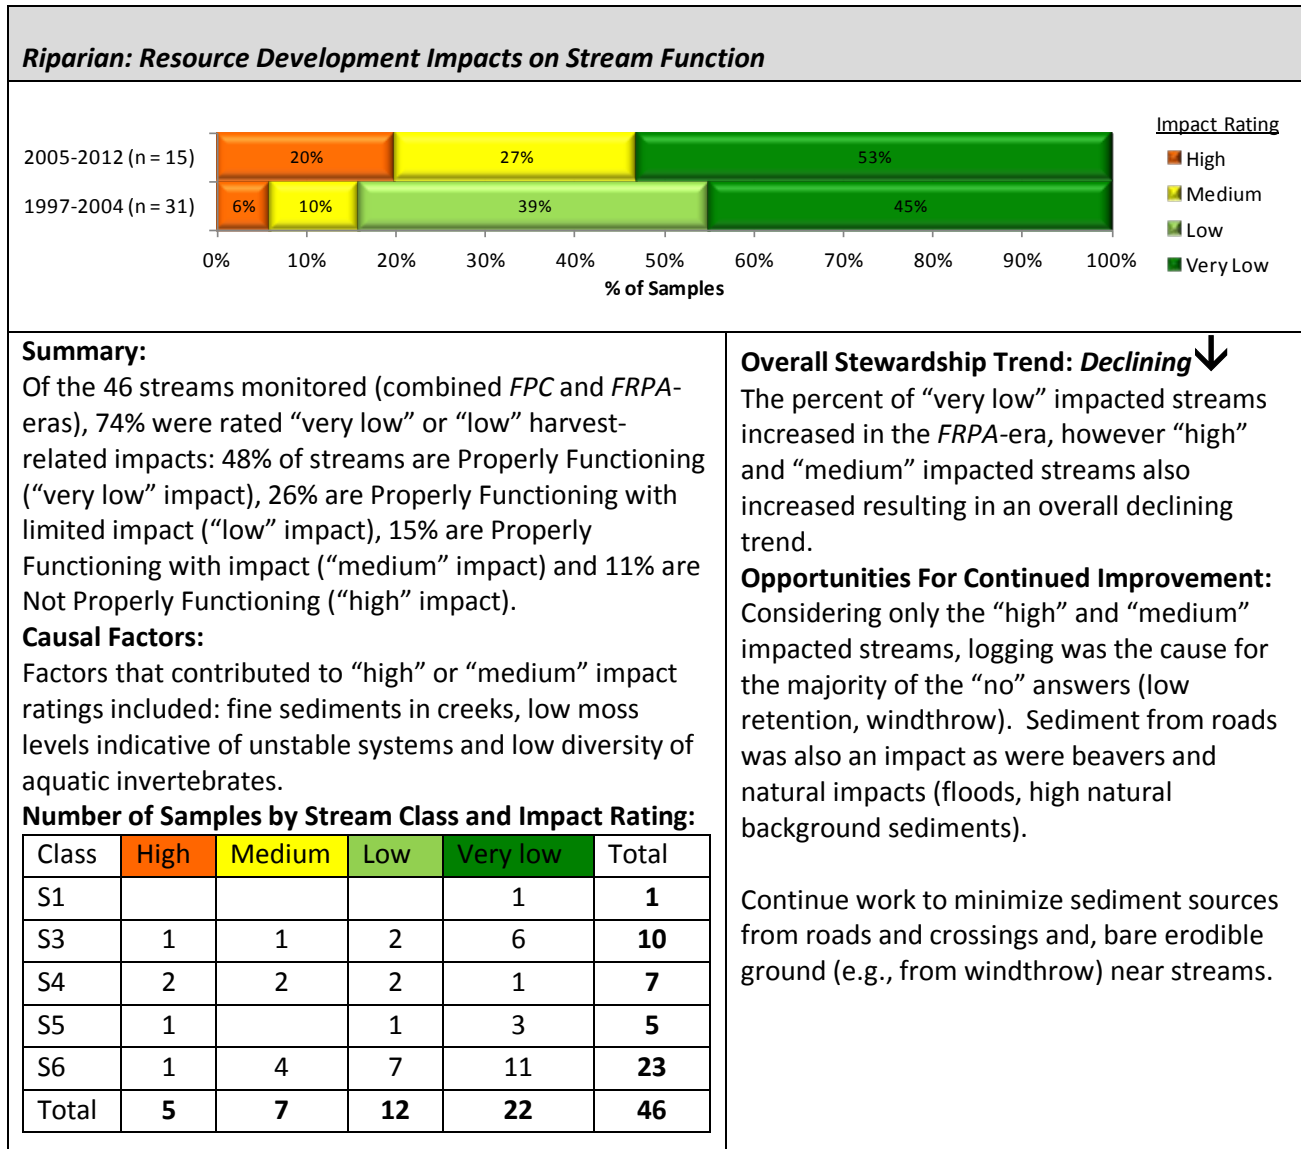 Riparian: Resource Development Impacts on Stream Function
Impact Rating
2005-2012 (n = 15)
20%
27%
53%
High
1997-2004 (n = 31)
6%
10%
39%
45%
Medium
Low
Very Low
0%
10%
20%
30%
40%
50%
60%
70%
80%
90%
100%
% of Samples
Summary:
Of the 46 streams monitored (combined FPC and FRPA-
eras), 74% were rated “very low” or “low” harvest-
related impacts: 48% of streams are Properly Functioning
(“very low” impact), 26% are Properly Functioning with
limited impact (“low” impact), 15% are Properly
Functioning with impact (“medium” impact) and 11% are
Not Properly Functioning (“high” impact).
Causal Factors:
Factors that contributed to “high” or “medium” impact
ratings included: fine sediments in creeks, low moss
levels indicative of unstable systems and low diversity of
aquatic invertebrates.
Number of Samples by Stream Class and Impact Rating:
Class High Medium Low Very low Total
S1 1 1
S3 1 1 2 6 10
S4 2 2 2 1 7
S5 1 1 3 5
S6 1 4 7 11 23
Total 5 7 12 22 46
Overall Stewardship Trend: Declining
The percent of “very low” impacted streams
increased in the FRPA-era, however “high”
and “medium” impacted streams also
increased resulting in an overall declining
trend.
Opportunities For Continued Improvement:
Considering only the “high” and “medium”
impacted streams, logging was the cause for
the majority of the “no” answers (low
retention, windthrow).  Sediment from roads
was also an impact as were beavers and
natural impacts (floods, high natural
background sediments).
Continue work to minimize sediment sources
from roads and crossings and, bare erodible
ground (e.g., from windthrow) near streams.